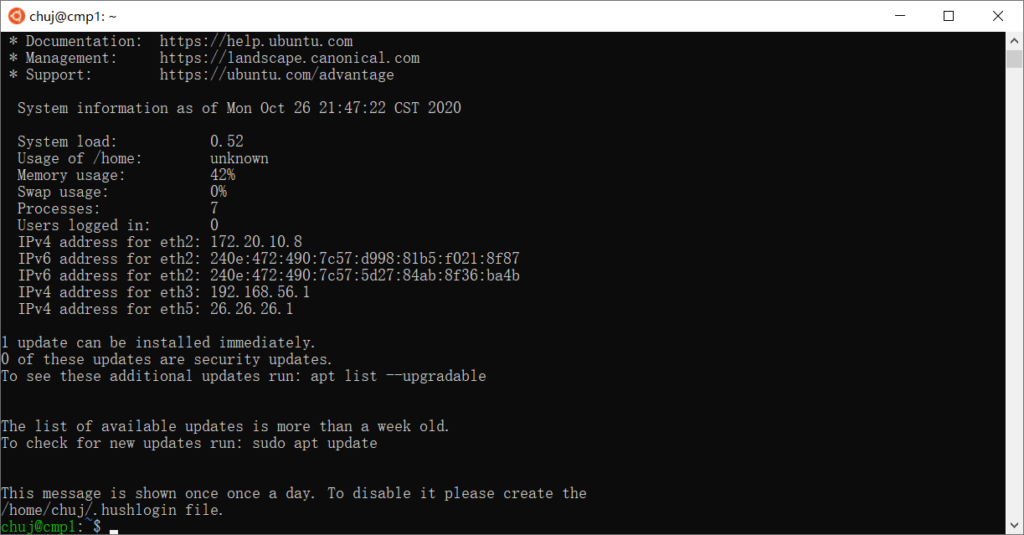 chuj@cmp1: ~
* Documentation:  https://help.ubuntu.com
* Management:     https://landscape.canonical.com
* Support:        https://ubuntu.com/advantage
System information as of Mon Oct 26 21:47:22 CST 2020
System load:           0.52
Usage of /home:        unknown
Memory usage:          42%
Swap usage:            0%
Processes:             7
Users logged in:       0
IPv4 address for eth2: 172.20.10.8
IPv6 address for eth2: 240e:472:490:7c57:d998:81b5:f021:8f87
IPv6 address for eth2: 240e:472:490:7c57:5d27:84ab:8f36:ba4b
IPv4 address for eth3: 192.168.56.1
IPv4 address for eth5: 26.26.26.1
1 update can be installed immediately.
0 of these updates are security updates.
To see these additional updates run: apt list --upgradable
The list of available updates is more than a week old.
To check for new updates run: sudo apt update
This message is shown once once a day. To disable it please create the
/home/chuj/.hushlogin file.
chuj@cmp1:~$